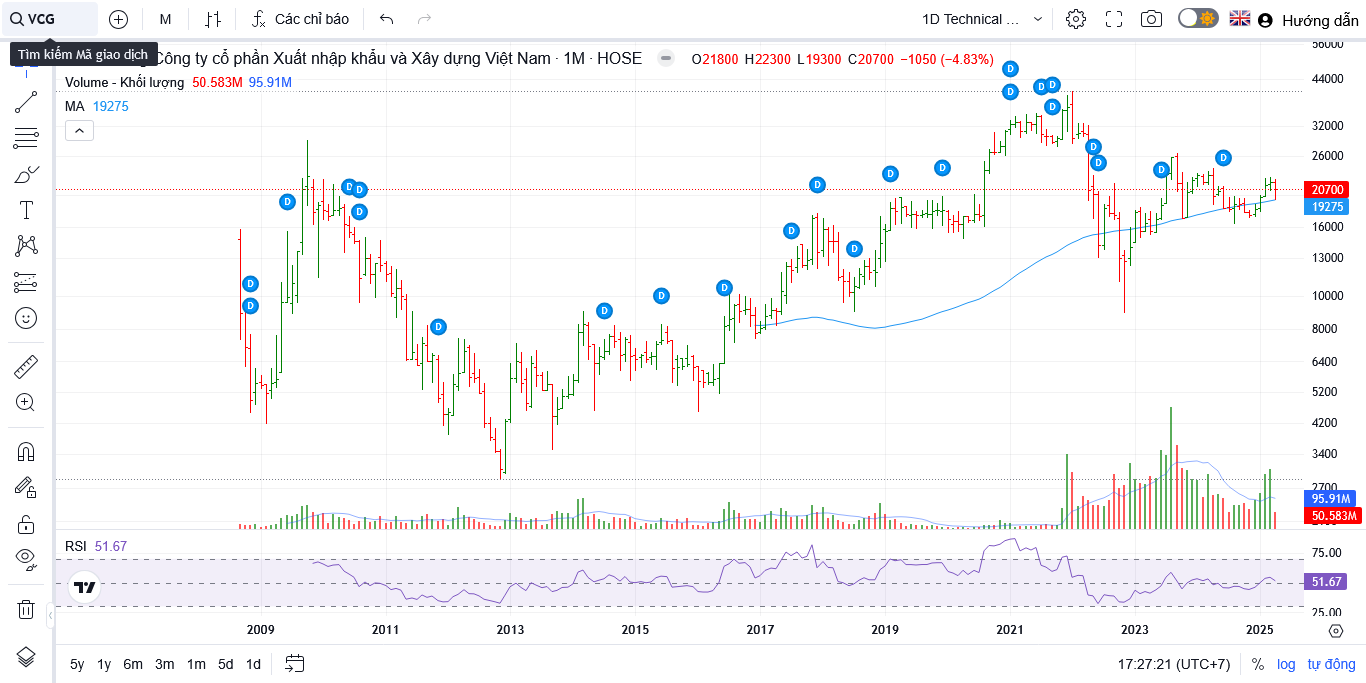 VCG M Các chỉ báo 1D Technical ... Hướng dẫn
Tìm kiếm Mã giao dịch
Công ty cổ phần Xuất nhập khẩu và Xây dựng Việt Nam · 1M · HOSE O21800 H22300 L19300 C20700 −1050 (−4.83%)
Volume - Khối lượng 50.583M 95.91M
MA 19275
56000
44000
32000
26000
20700
19275
16000
13000
10000
8000
6400
5200
4200
3400
2700
95.91M
50.583M
D D D D D D D D D D D D D D D D D D D D D D D D
RSI 51.67
75.00
51.67
25.00
2009 2011 2013 2015 2017 2019 2021 2023 2025
5y 1y 6m 3m 1m 5d 1d 17:27:21 (UTC+7) % log tự động